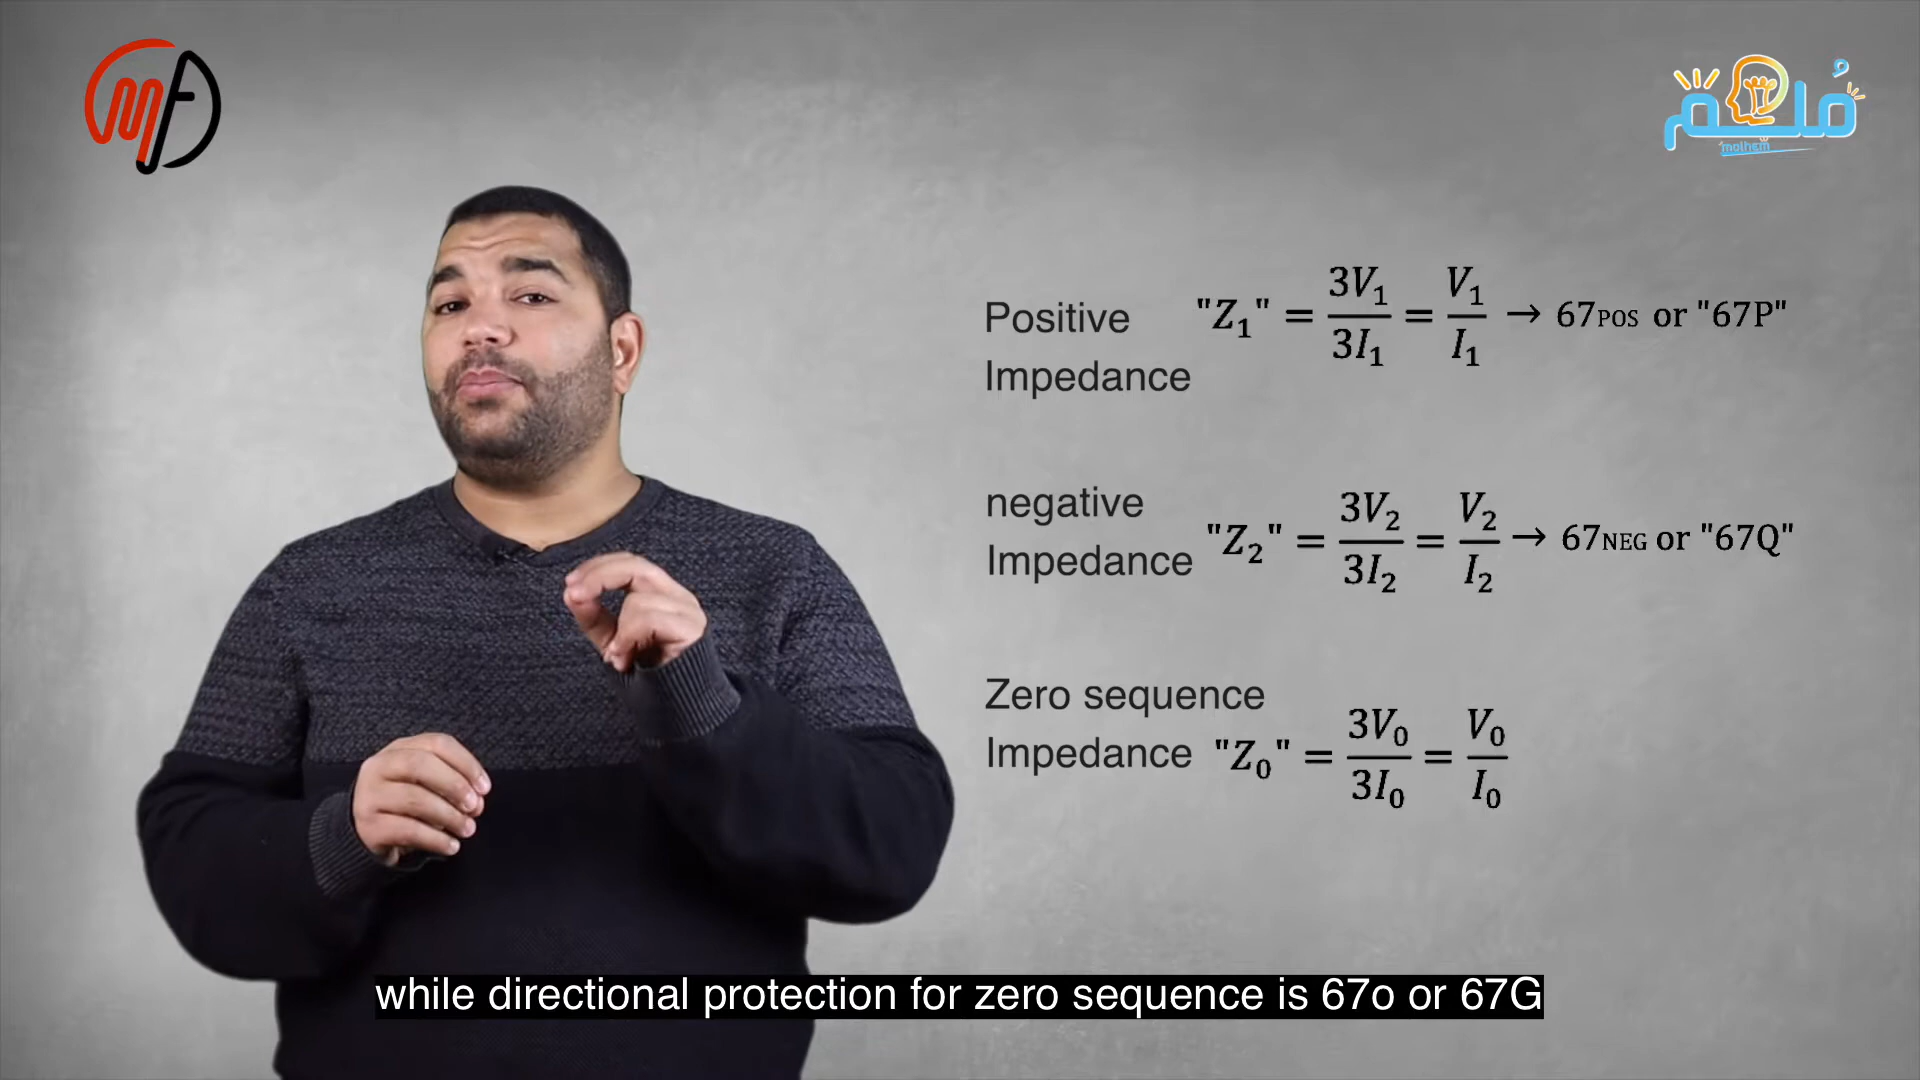 مُلهم
molhem
Positive
Impedance
"Z₁" = 3V₁/3I₁ = V₁/I₁ → 67POS or "67P"
negative
Impedance
"Z₂" = 3V₂/3I₂ = V₂/I₂ → 67NEG or "67Q"
Zero sequence
Impedance "Z₀" = 3V₀/3I₀ = V₀/I₀
while directional protection for zero sequence is 67o or 67G